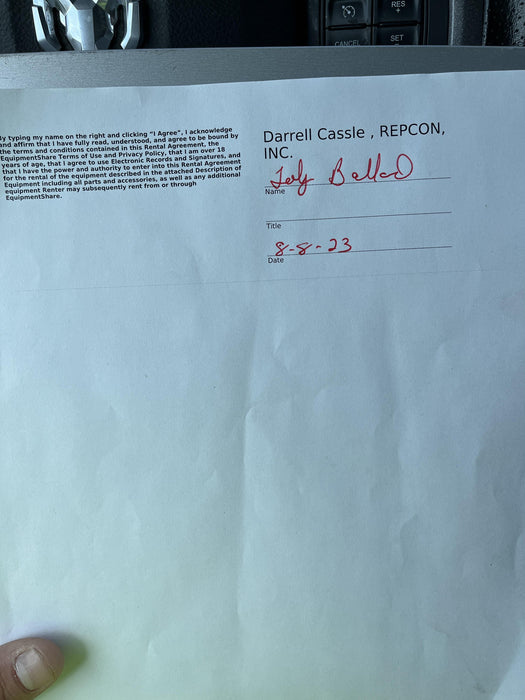 RES
+
CANCEL
SET
By typing my name on the right and clicking "I Agree", I acknowledge
and affirm that I have fully read, understood, and agree to be bound by
the terms and conditions contained in this Rental Agreement, the
EquipmentShare Terms of Use and Privacy Policy, that I am over 18
years of age, that I agree to use Electronic Records and Signatures, and
that I have the power and authority to enter into this Rental Agreement
for the rental of the equipment described in the attached Description of
Equipment including all parts and accessories, as well as any additional
equipment Renter may subsequently rent from or through
EquipmentShare.
Darrell Cassle , REPCON,
INC.
Name
Title
8-8-23
Date